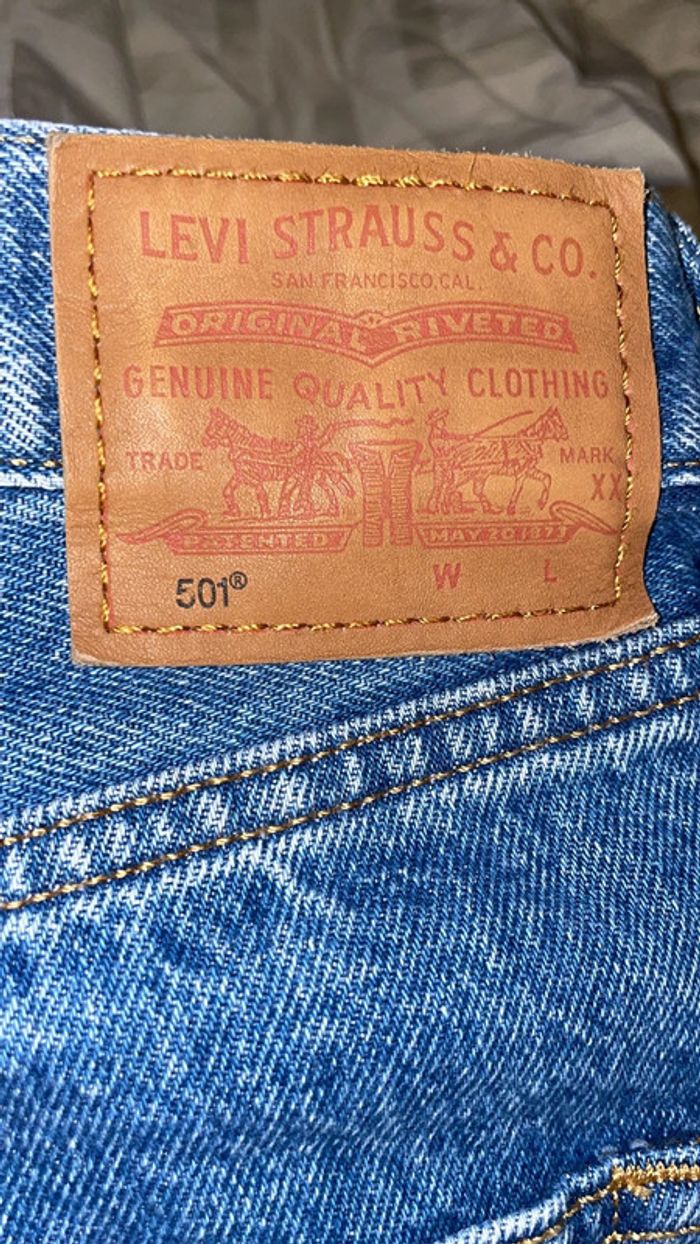 LEVI STRAUSS & CO.
SAN FRANCISCO, CAL.
ORIGINAL RIVETED
GENUINE QUALITY CLOTHING
TRADE MARK
XX
PATENTED MAY 20 1873
501® W L